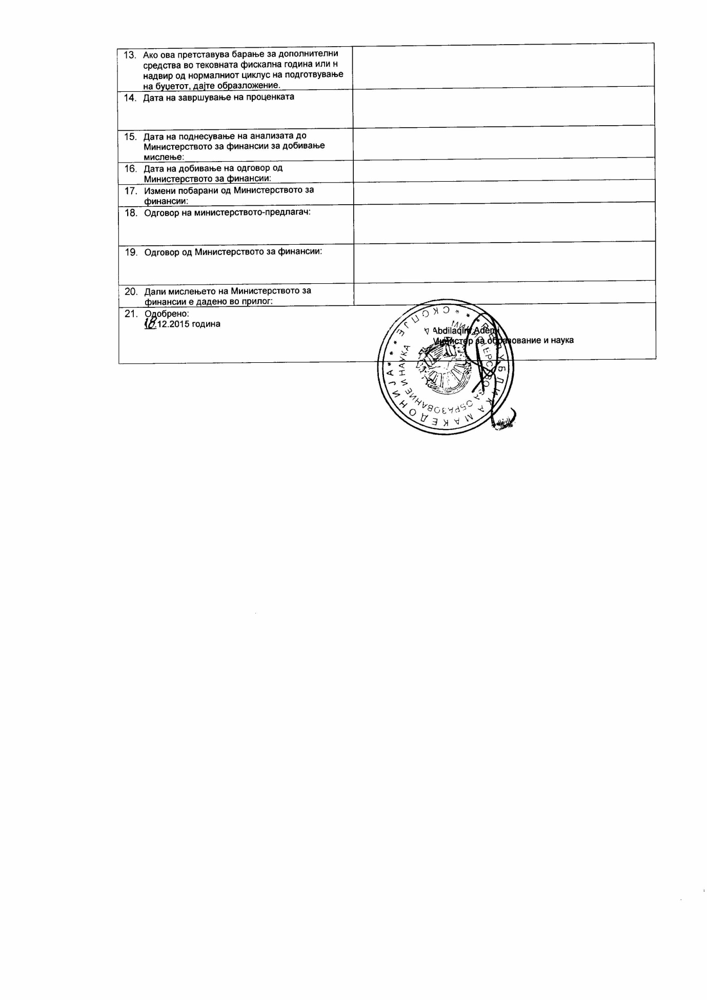 13. Ако ова претставува барање за дополнителни
средства во тековната фискална година или н
надвир од нормалниот циклус на подготвување
на буџетот, дајте образложение.
14. Дата на завршување на проценката
15. Дата на поднесување на анализата до
Министерството за финансии за добивање
мислење:
16. Дата на добивање на одговор од
Министерството за финансии:
17. Измени побарани од Министерството за
финансии:
18. Одговор на министерството-предлагач:
19. Одговор од Министерството за финансии:
20. Дали мислењето на Министерството за
финансии е дадено во прилог:
21. Одобрено:
18.12.2015 година
Abdilaqim Ademi
Министер за образование и наука
РЕПУБЛИКА МАКЕДОНИЈА * * * * СКОПЈЕ * * *
МИНИСТЕРСТВО ЗА ОБРАЗОВАНИЕ И НАУКА